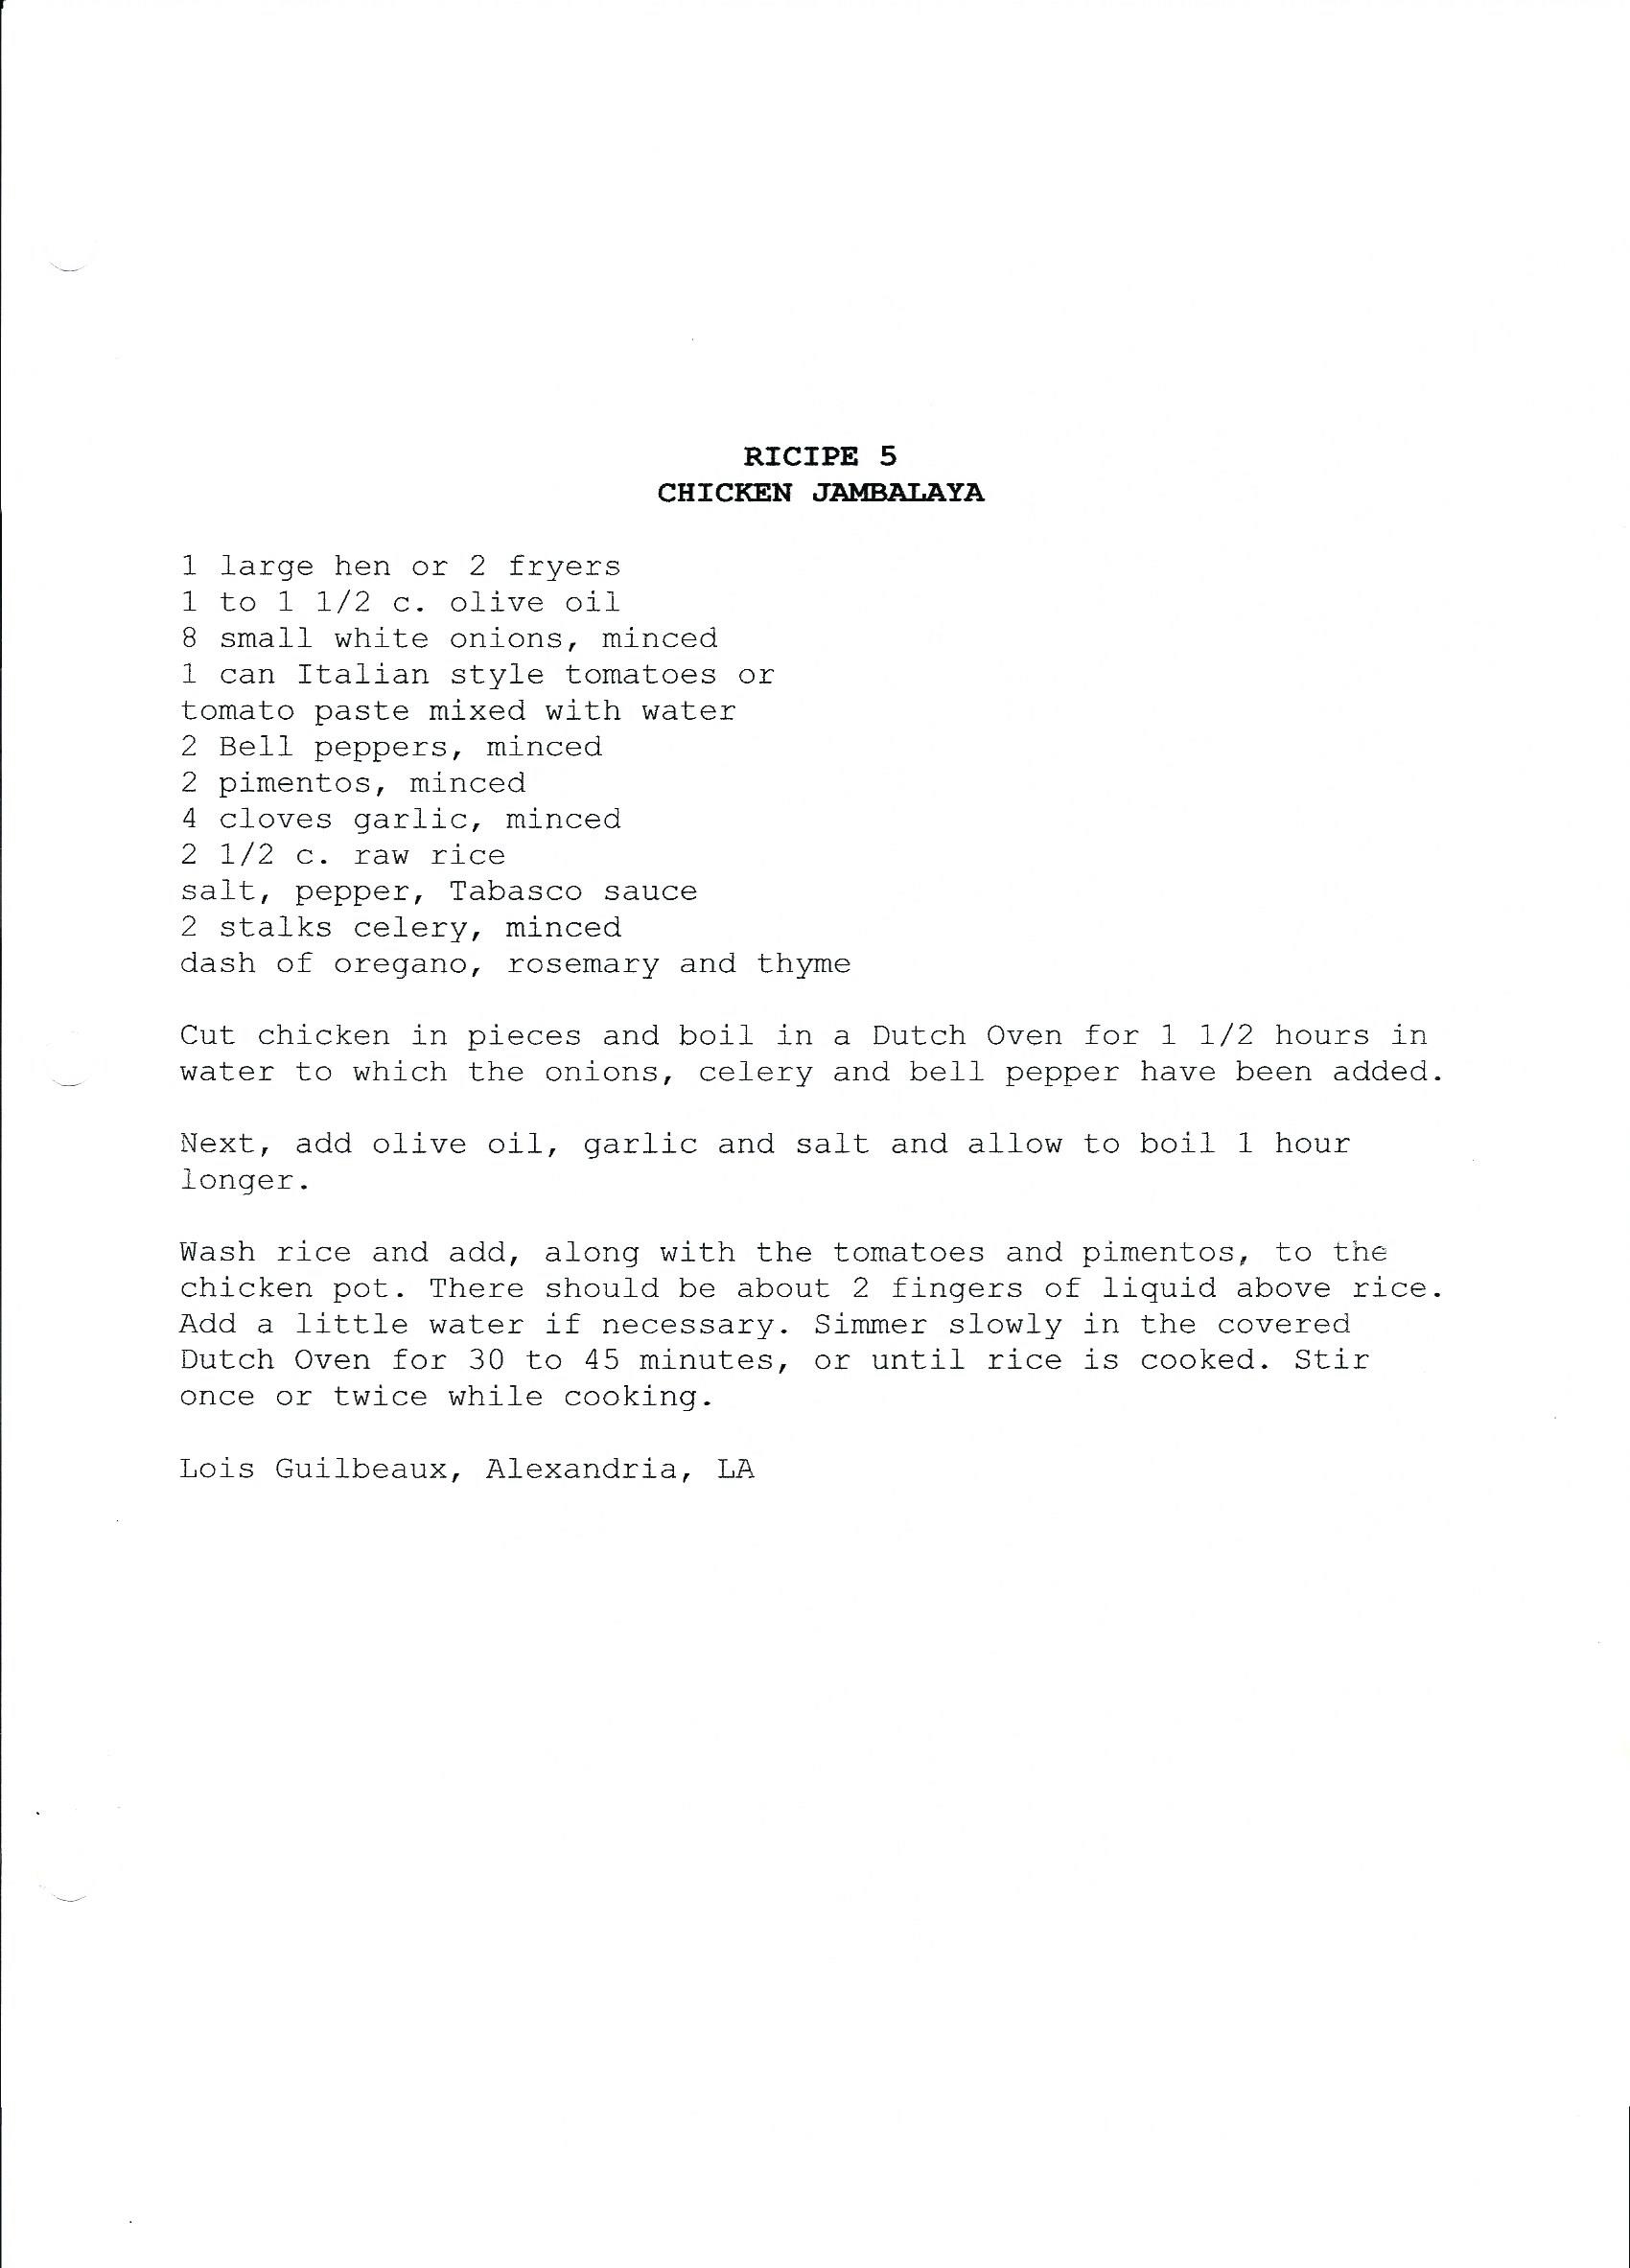 RICIPE 5
CHICKEN JAMBALAYA
1 large hen or 2 fryers
1 to 1 1/2 c. olive oil
8 small white onions, minced
1 can Italian style tomatoes or
tomato paste mixed with water
2 Bell peppers, minced
2 pimentos, minced
4 cloves garlic, minced
2 1/2 c. raw rice
salt, pepper, Tabasco sauce
2 stalks celery, minced
dash of oregano, rosemary and thyme
Cut chicken in pieces and boil in a Dutch Oven for 1 1/2 hours in
water to which the onions, celery and bell pepper have been added.
Next, add olive oil, garlic and salt and allow to boil 1 hour
longer.
Wash rice and add, along with the tomatoes and pimentos, to the
chicken pot. There should be about 2 fingers of liquid above rice.
Add a little water if necessary. Simmer slowly in the covered
Dutch Oven for 30 to 45 minutes, or until rice is cooked. Stir
once or twice while cooking.
Lois Guilbeaux, Alexandria, LA